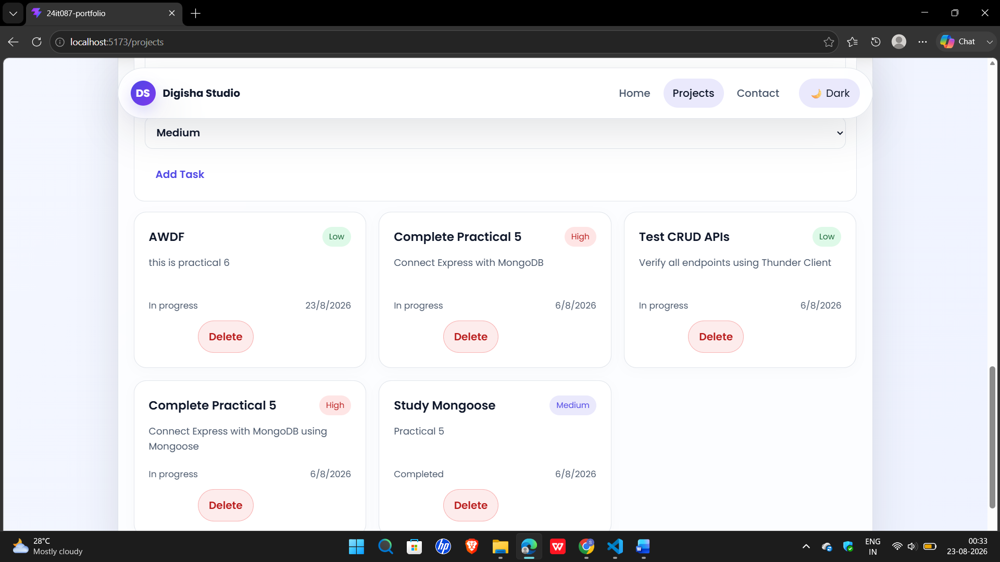 24it087-portfolio
localhost:5173/projects
Chat
DS
Digisha Studio
Home
Projects
Contact
🌙 Dark
Medium
Add Task
AWDF
Low
this is practical 6
In progress
23/8/2026
Delete
Complete Practical 5
High
Connect Express with MongoDB
In progress
6/8/2026
Delete
Test CRUD APIs
Low
Verify all endpoints using Thunder Client
In progress
6/8/2026
Delete
Complete Practical 5
High
Connect Express with MongoDB using
Mongoose
In progress
6/8/2026
Delete
Study Mongoose
Medium
Practical 5
Completed
6/8/2026
Delete
28°C
Mostly cloudy
hp
W
S
W
ENG
IN
00:33
23-08-2026